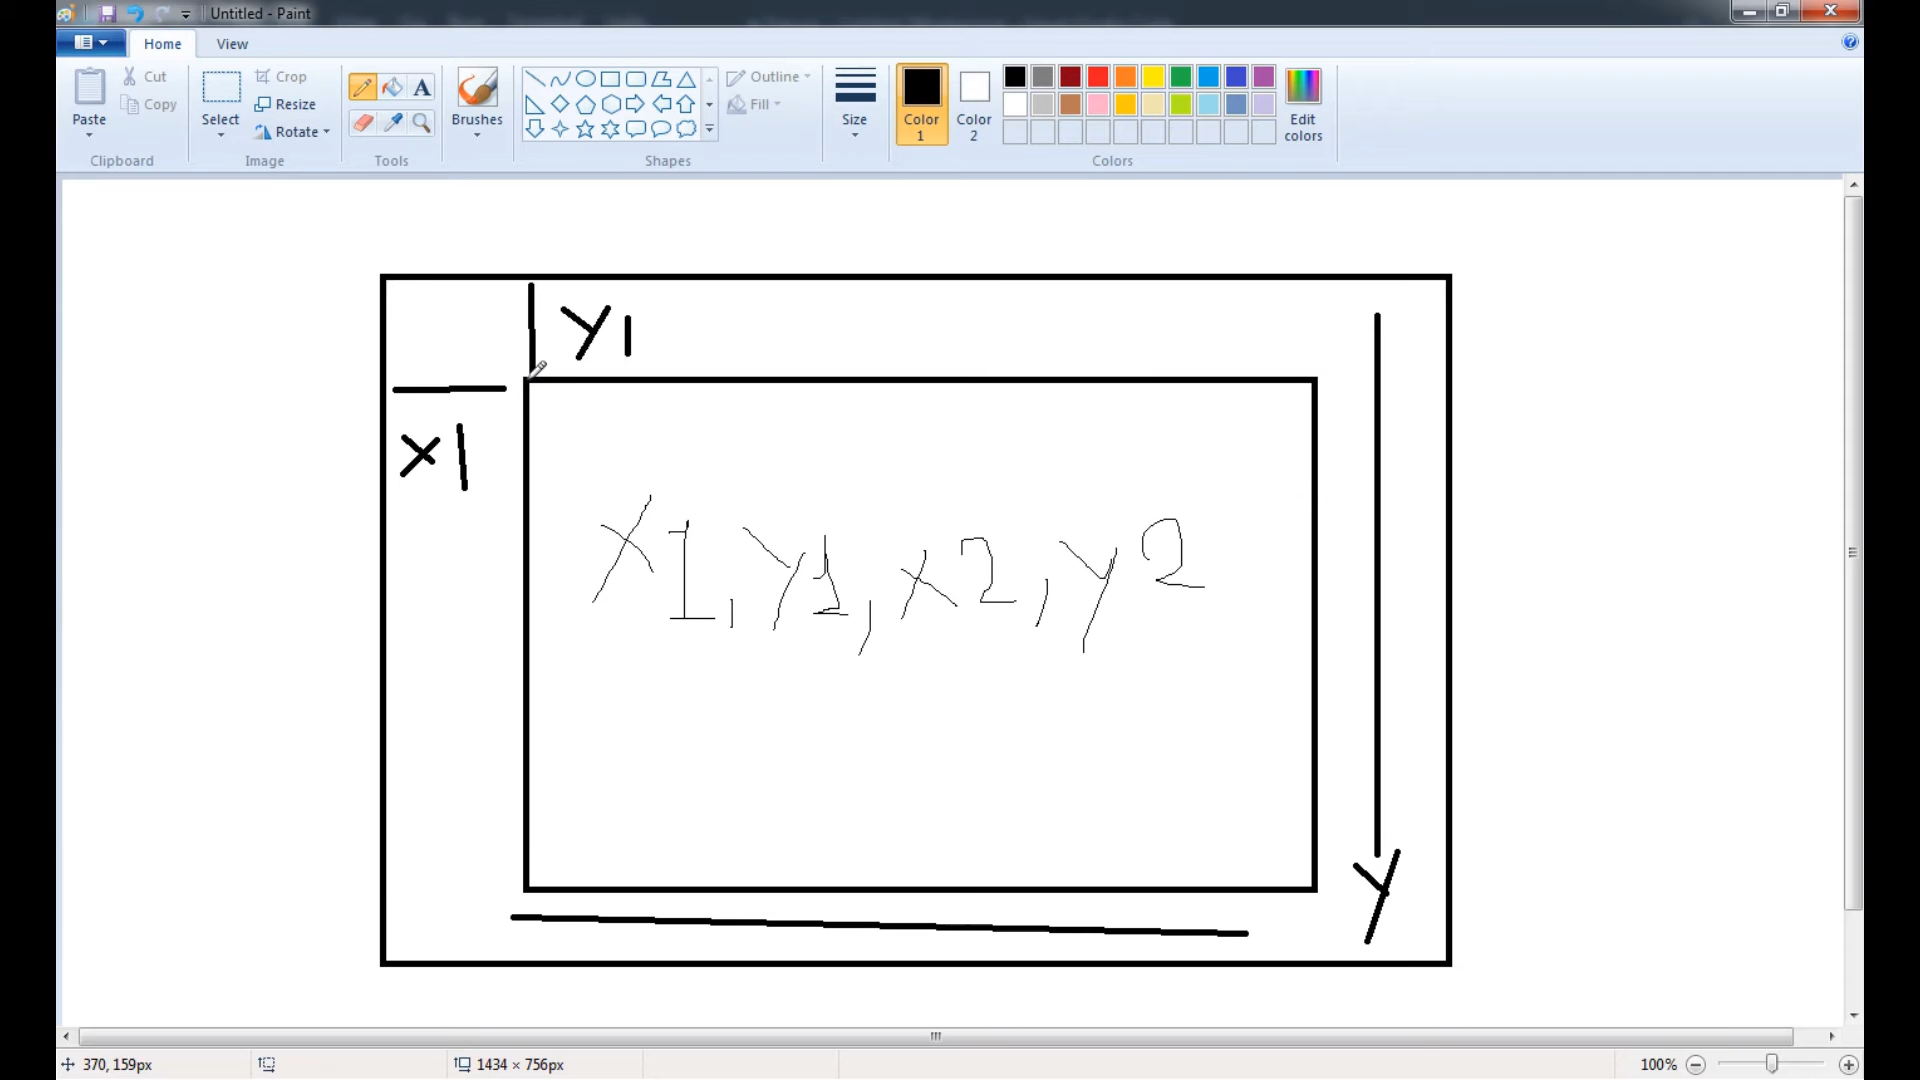 Untitled - Paint
Home View
Paste Cut Copy Select Crop Resize Rotate Brushes Outline Fill Size Color 1 Color 2 Edit colors
Clipboard Image Tools Shapes Colors
Y1
X1
X1, Y1, X2, Y2
Y
370, 159px 1434 × 756px 100%